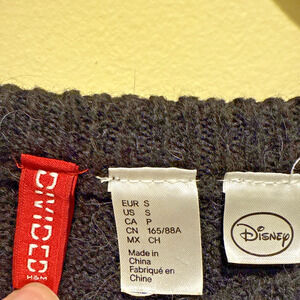 DIVIDED
H&M
EUR S
US S
CA P
CN 165/88A
MX CH
Made in
China
Fabriqué en
Chine
Disney